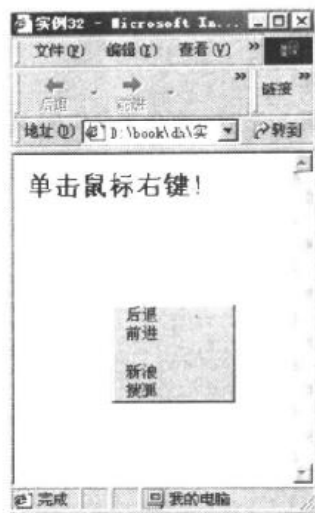 实例32 - Microsoft In...
文件(F) 编辑(E) 查看(V) »
后退 前进 » 链接 »
地址(D) D:\book\ds\实 转到
单击鼠标右键!
后退
前进
新浪
搜狐
完成 我的电脑